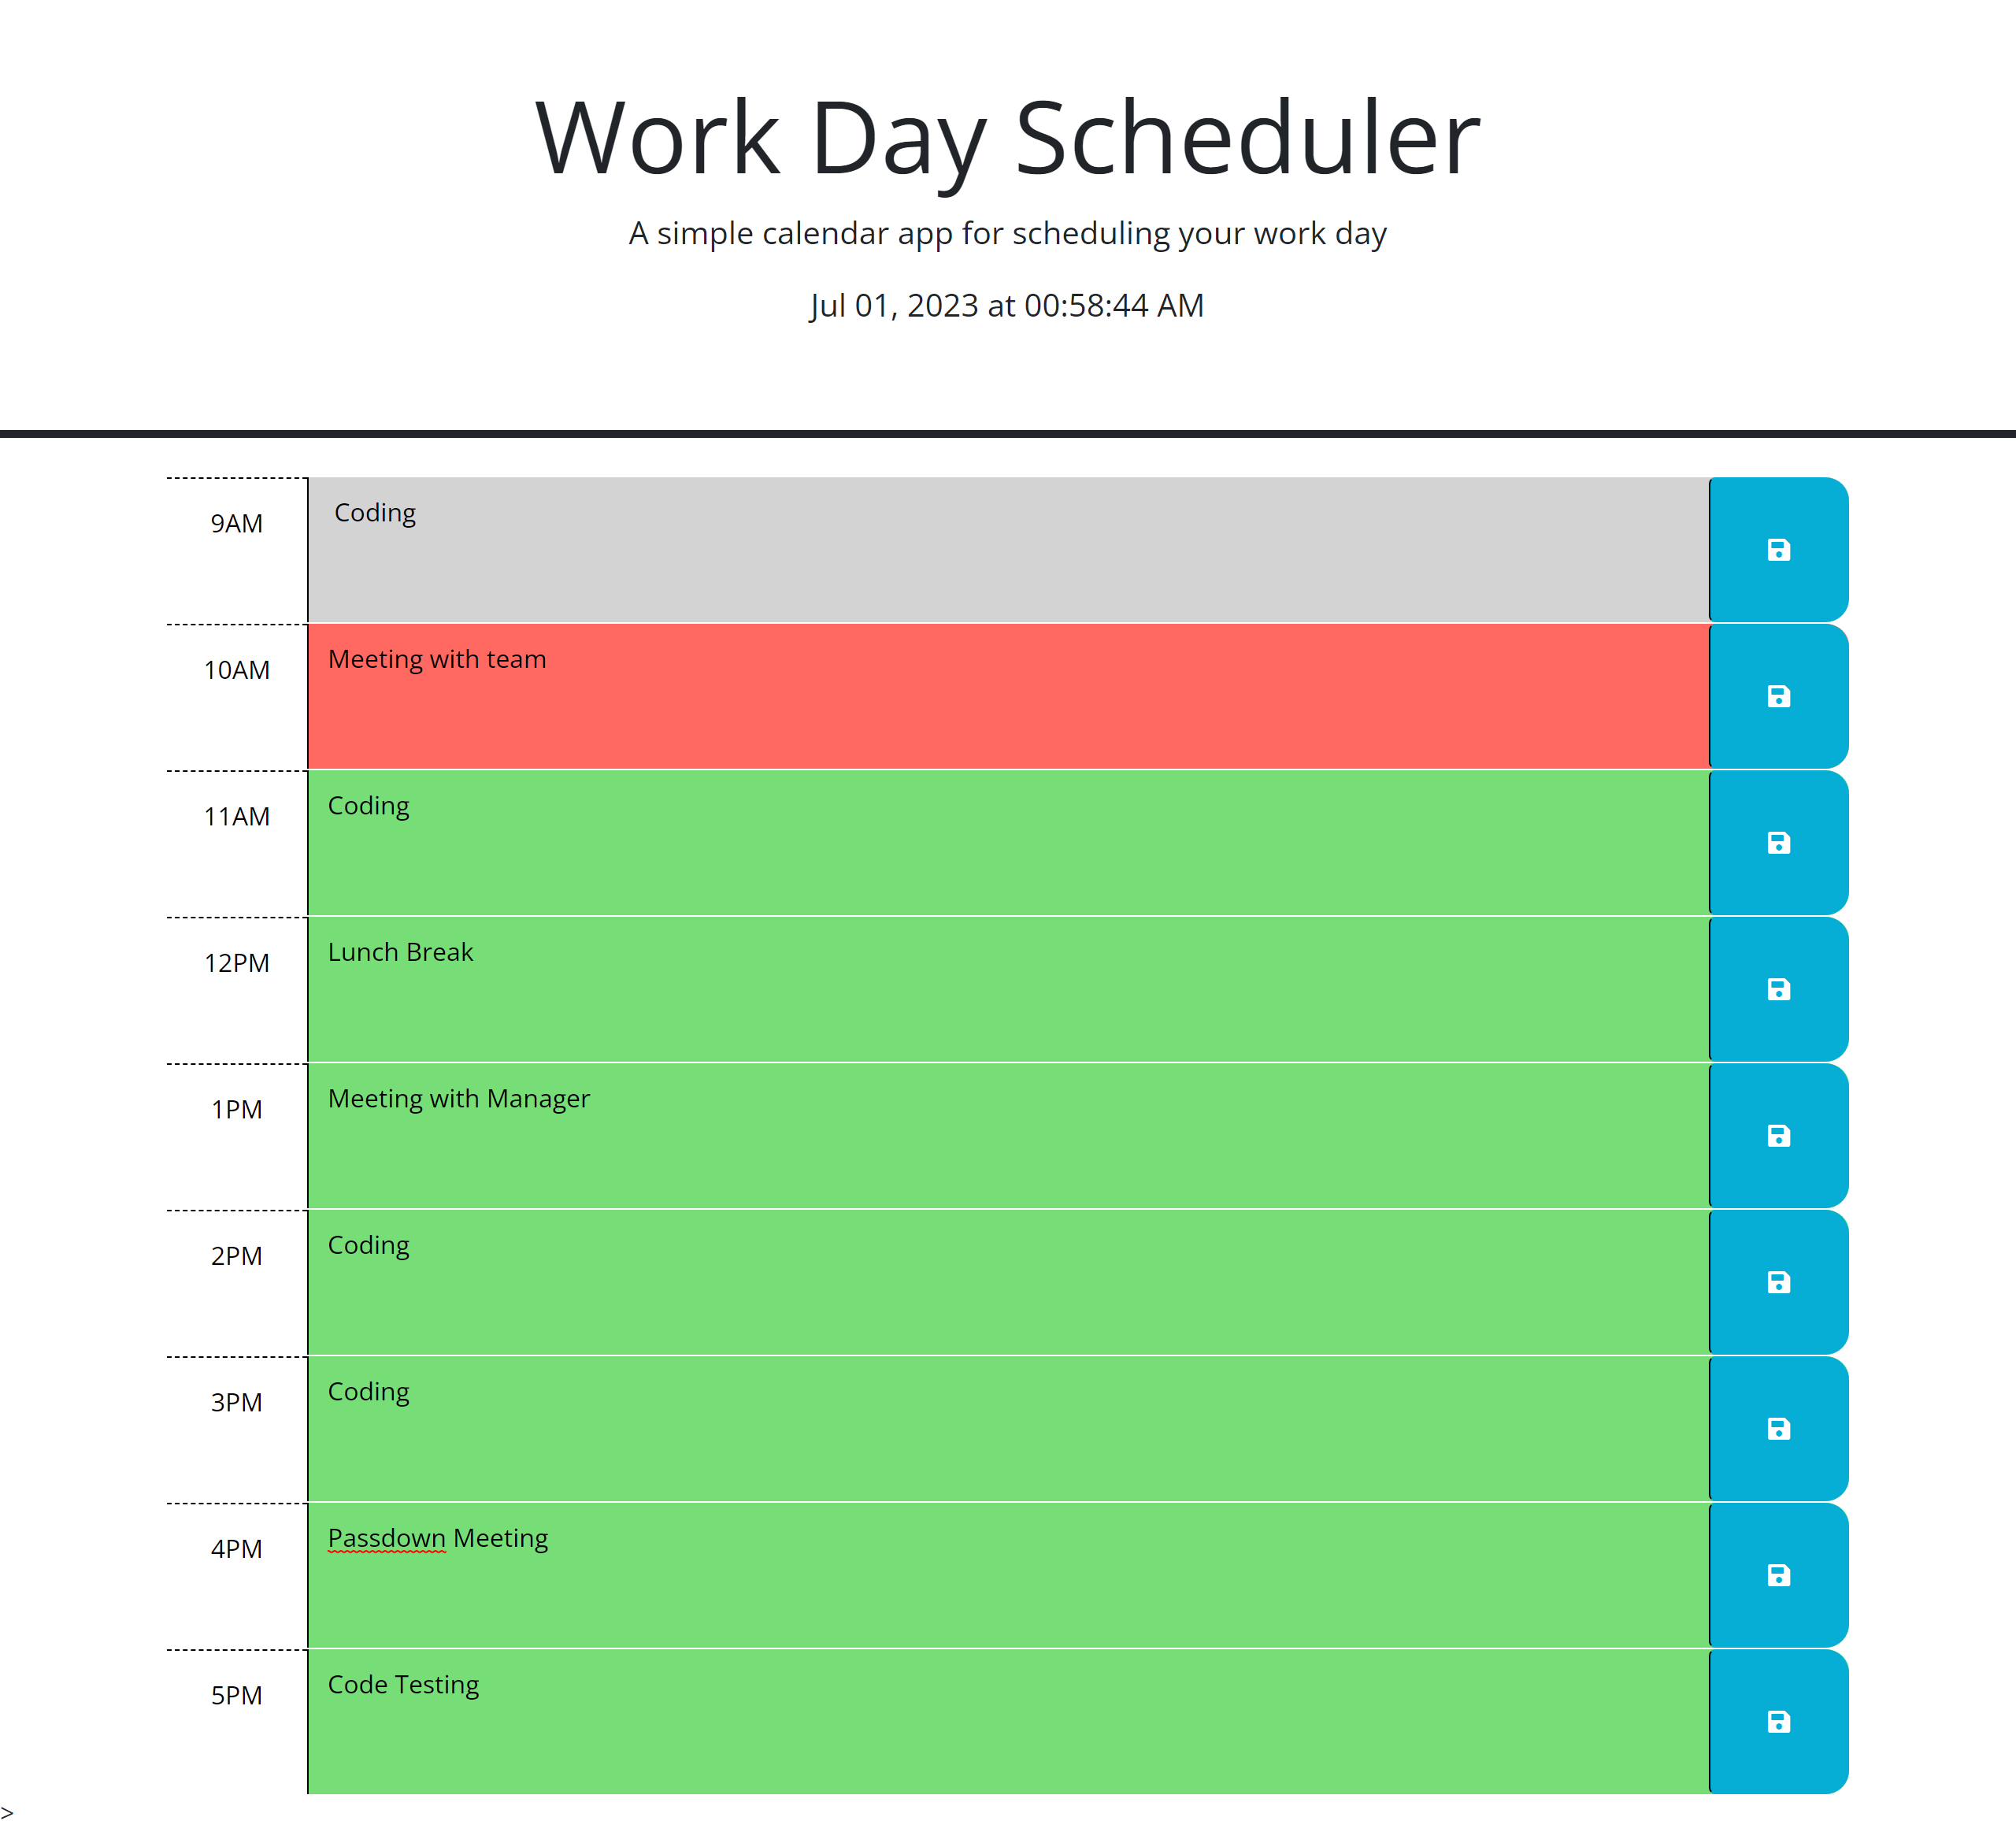 Work Day Scheduler
A simple calendar app for scheduling your work day
Jul 01, 2023 at 00:58:44 AM
9AM Coding
10AM Meeting with team
11AM Coding
12PM Lunch Break
1PM Meeting with Manager
2PM Coding
3PM Coding
4PM Passdown Meeting
5PM Code Testing
>